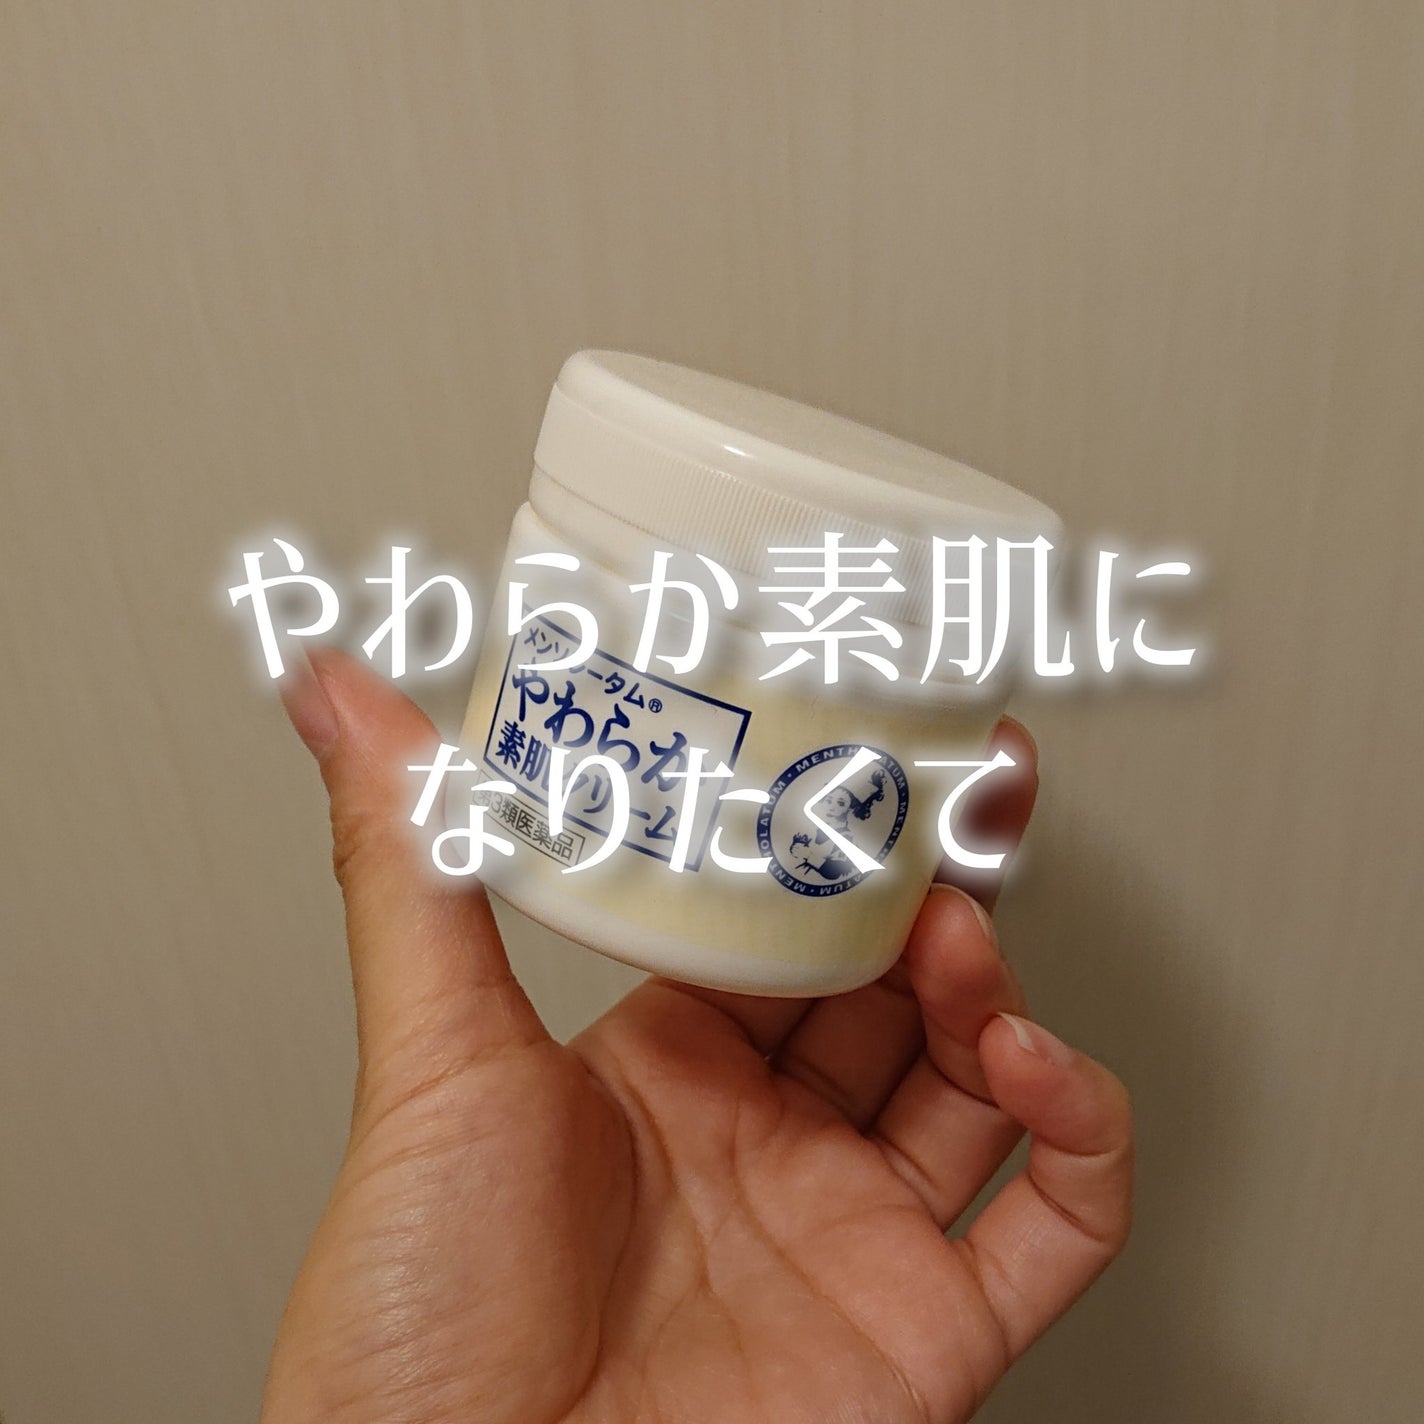 やわらか素肌に
なりたくて
メンソレータム®
やわらか
素肌クリーム
第3類医薬品
MENTHOLATUM・MENTHOLATUM・